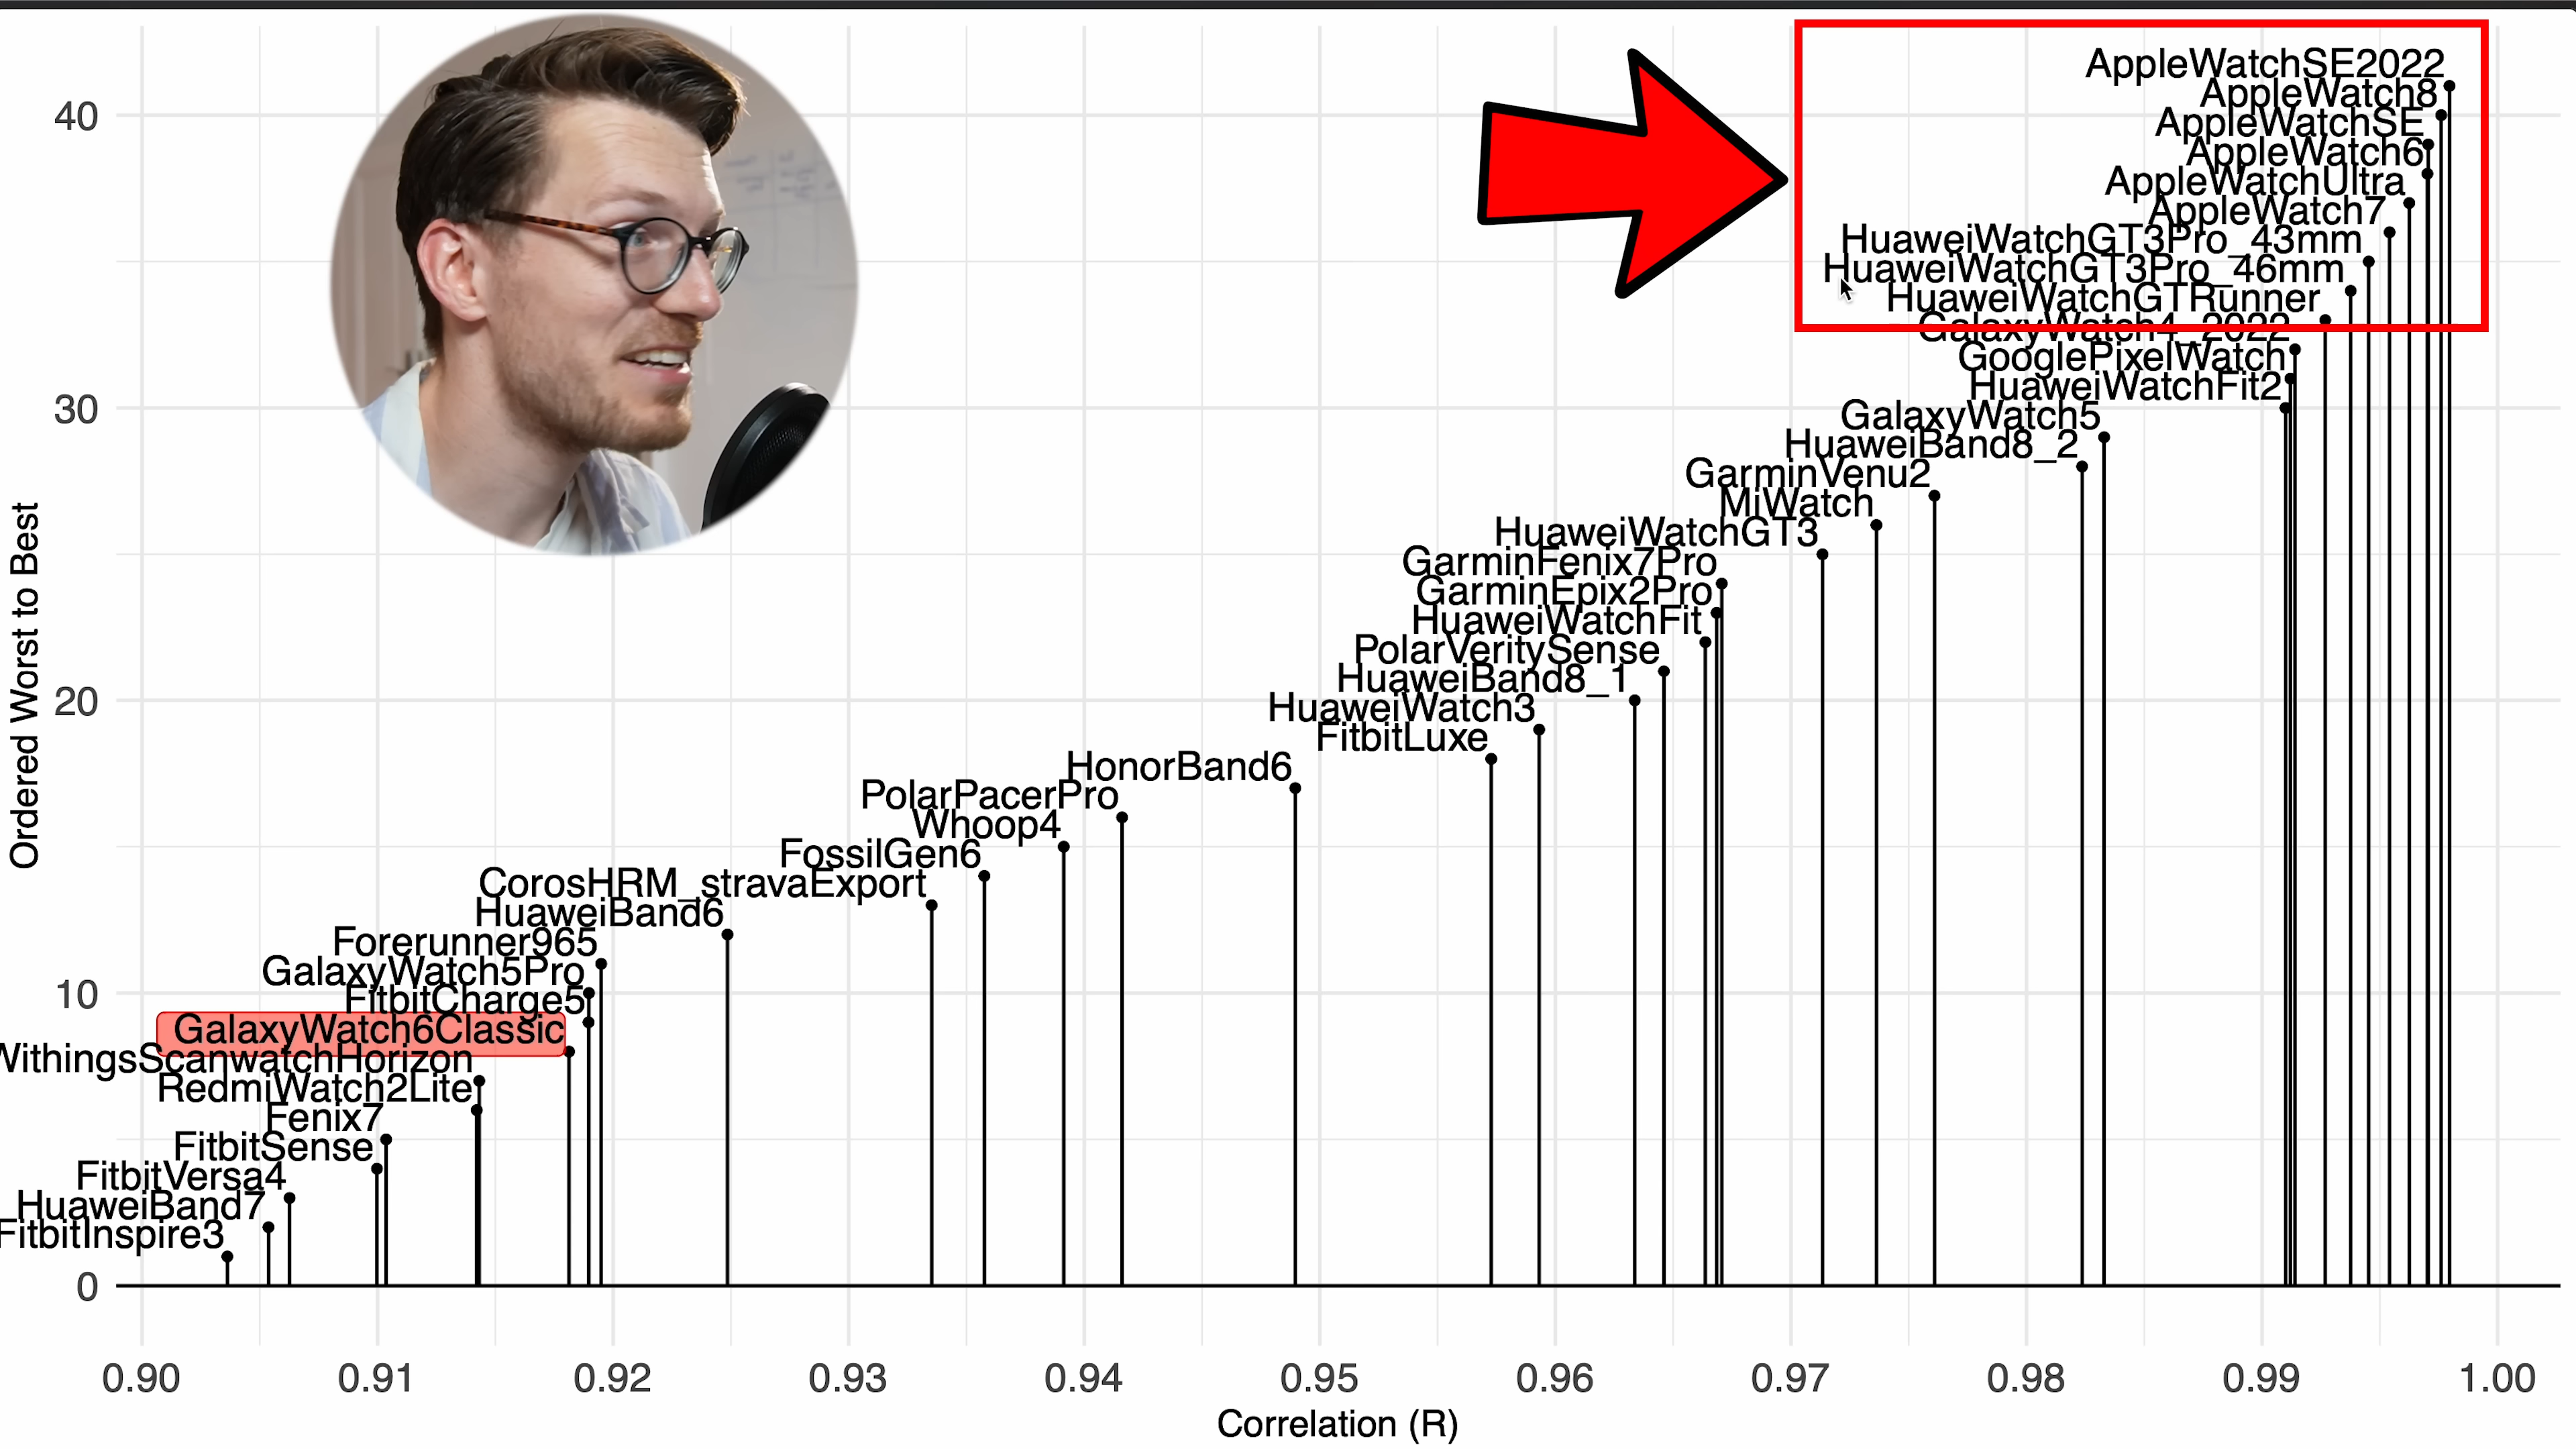 AppleWatchSE2022
AppleWatch8
AppleWatchSE
AppleWatch6
AppleWatchUltra
AppleWatch7
HuaweiWatchGT3Pro_43mm
HuaweiWatchGT3Pro_46mm
HuaweiWatchGTRunner
GalaxyWatch4_2022
GooglePixelWatch
HuaweiWatchFit2
GalaxyWatch5
HuaweiBand8_2
GarminVenu2
MiWatch
HuaweiWatchGT3
GarminFenix7Pro
GarminEpix2Pro
HuaweiWatchFit
PolarVeritySense
HuaweiBand8_1
HuaweiWatch3
FitbitLuxe
HonorBand6
PolarPacerPro
Whoop4
FossilGen6
CorosHRM_stravaExport
HuaweiBand6
Forerunner965
GalaxyWatch5Pro
FitbitCharge5
GalaxyWatch6Classic
WithingsScanwatchHorizon
RedmiWatch2Lite
Fenix7
FitbitSense
FitbitVersa4
HuaweiBand7
FitbitInspire3
40
30
20
10
0
Ordered Worst to Best
0.90 0.91 0.92 0.93 0.94 0.95 0.96 0.97 0.98 0.99 1.00
Correlation (R)